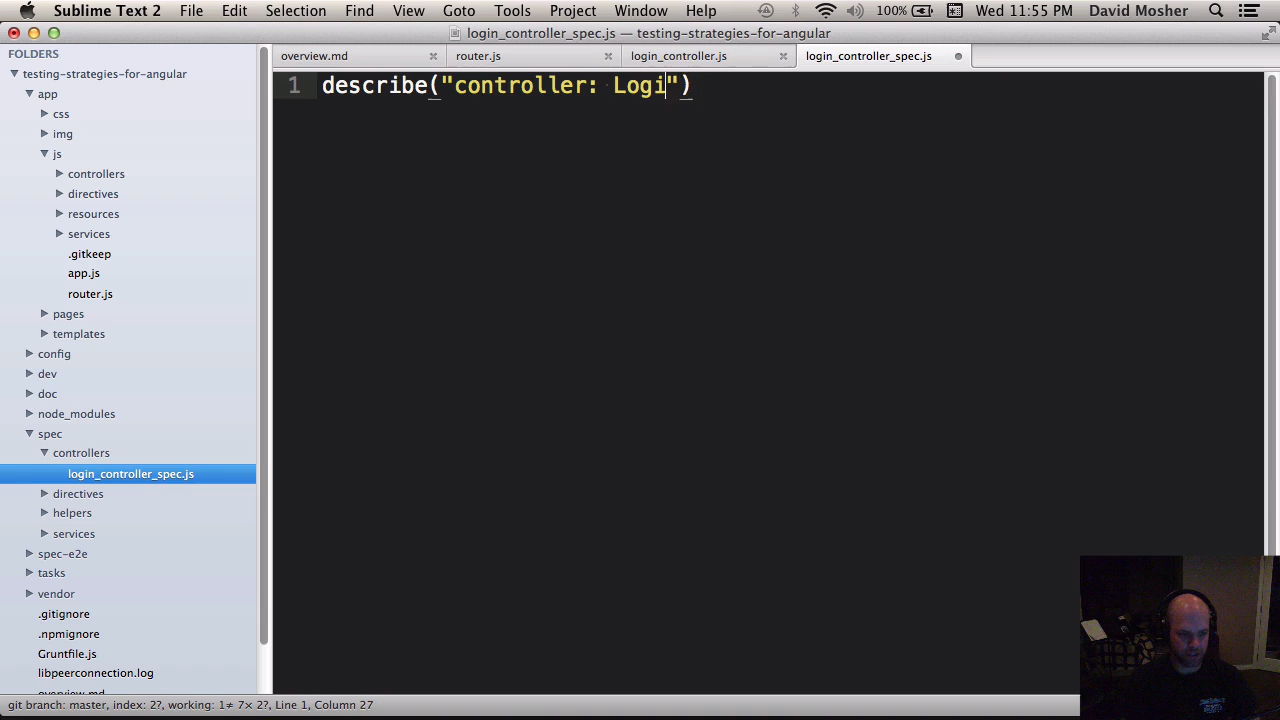 Sublime Text 2 File Edit Selection Find View Goto Tools Project Window Help 100% Wed 11:55 PM David Mosher
login_controller_spec.js — testing-strategies-for-angular
FOLDERS
overview.md router.js login_controller.js login_controller_spec.js
testing-strategies-for-angular
app
css
img
js
controllers
directives
resources
services
.gitkeep
app.js
router.js
pages
templates
config
dev
doc
node_modules
spec
controllers
login_controller_spec.js
directives
helpers
services
spec-e2e
tasks
vendor
.gitignore
.npmignore
Gruntfile.js
libpeerconnection.log
overview.md
1 describe("controller: Logi")
git branch: master, index: 2?, working: 1≠ 7× 2?, Line 1, Column 27